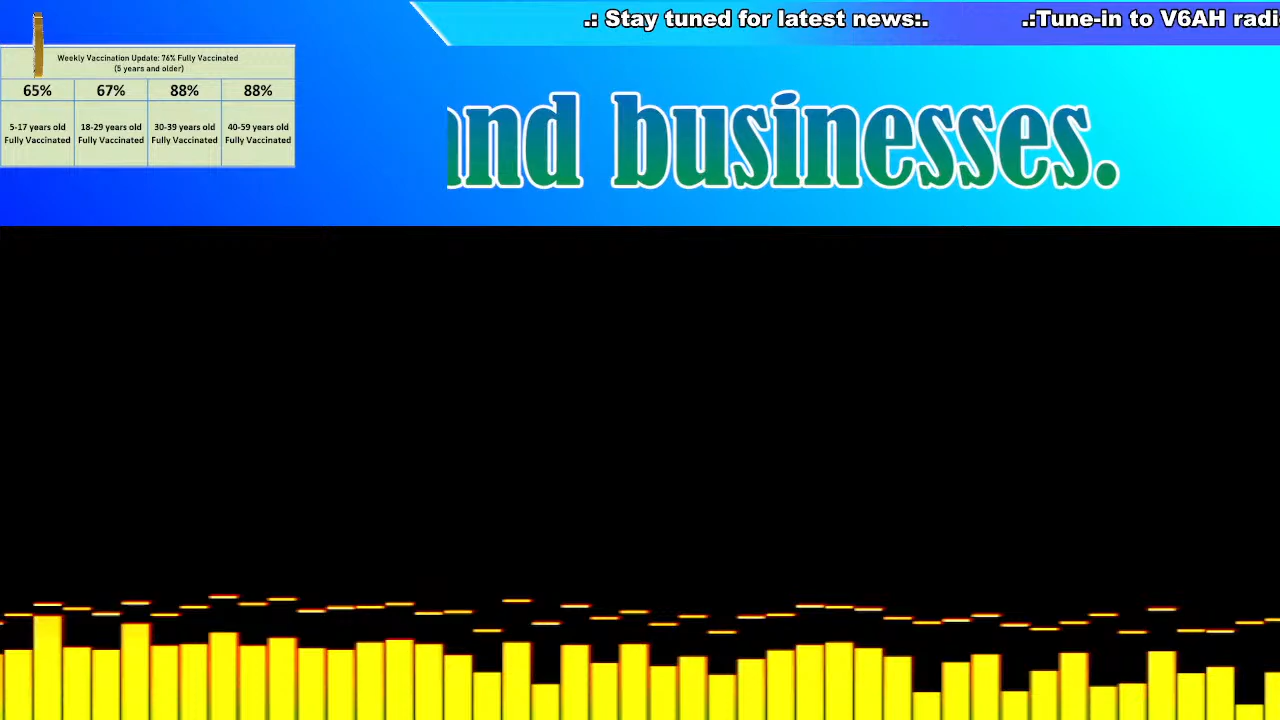 .: Stay tuned for latest news:.
.:Tune-in to V6AH radi
Weekly Vaccination Update: 76% Fully Vaccinated
(5 years and older)
65% 67% 88% 88%
5-17 years old 18-29 years old 30-39 years old 40-59 years old
Fully Vaccinated Fully Vaccinated Fully Vaccinated Fully Vaccinated
and businesses.